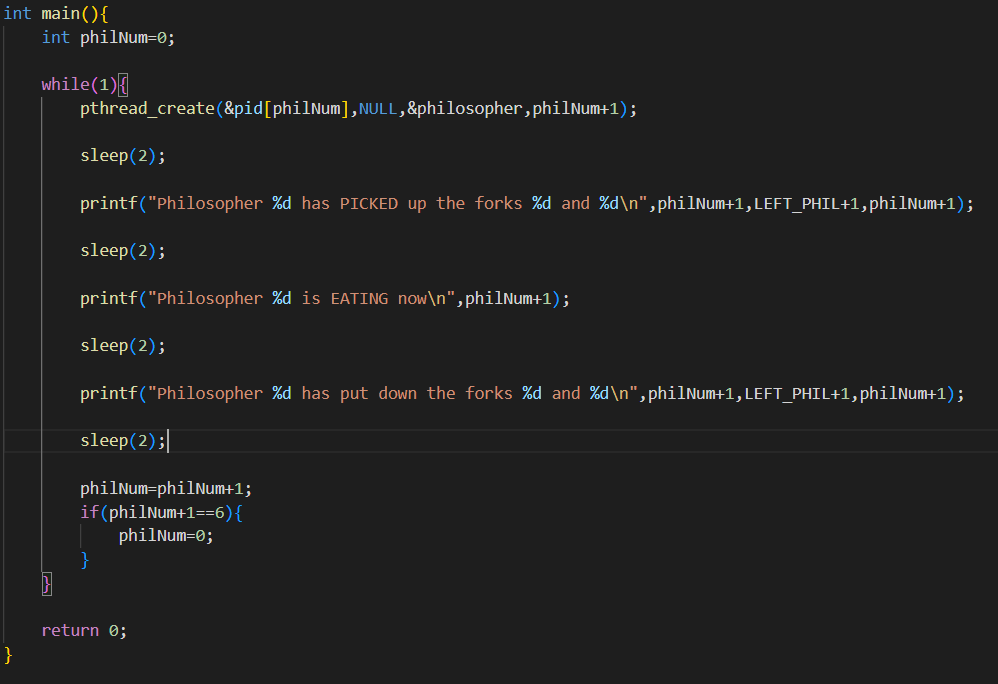 int main(){
int philNum=0;
while(1){
pthread_create(&pid[philNum],NULL,&philosopher,philNum+1);
sleep(2);
printf("Philosopher %d has PICKED up the forks %d and %d\n",philNum+1,LEFT_PHIL+1,philNum+1);
sleep(2);
printf("Philosopher %d is EATING now\n",philNum+1);
sleep(2);
printf("Philosopher %d has put down the forks %d and %d\n",philNum+1,LEFT_PHIL+1,philNum+1);
sleep(2);
philNum=philNum+1;
if(philNum+1==6){
philNum=0;
}
}
return 0;
}